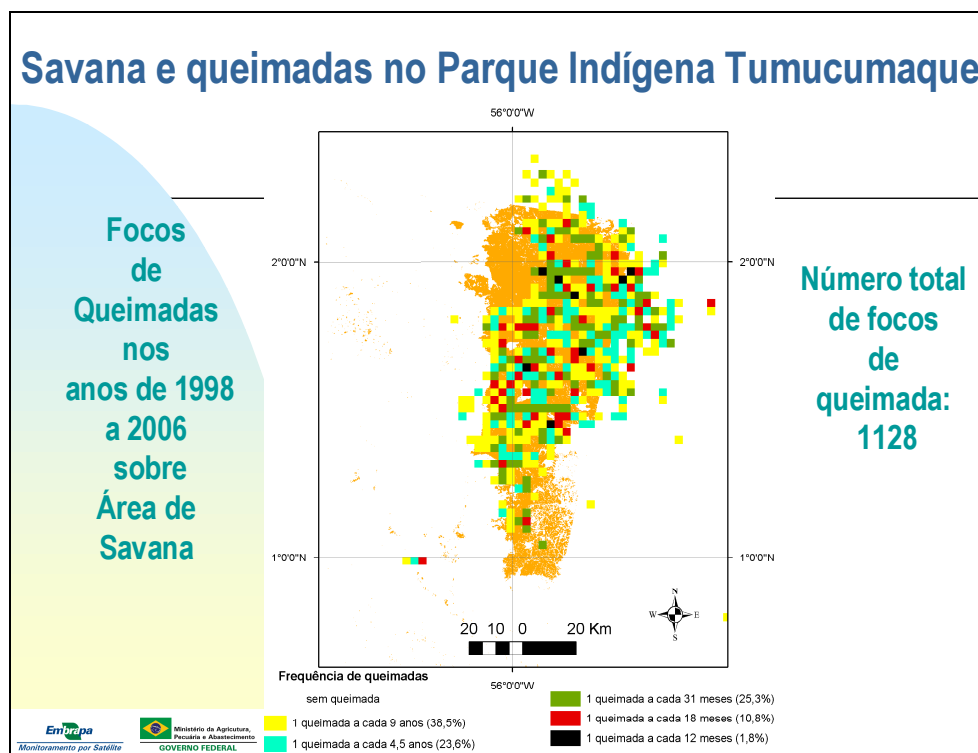 Savana e queimadas no Parque Indígena Tumucumaque
Focos
de
Queimadas
nos
anos de 1998
a 2006
sobre
Área de
Savana
56°0'0"W
2°0'0"N
2°0'0"N
1°0'0"N
1°0'0"N
W E
S
20 10 0 20 Km
56°0'0"W
Número total
de focos
de
queimada:
1128
Frequência de queimadas
sem queimada
1 queimada a cada 9 anos (38,5%)
1 queimada a cada 4,5 anos (23,6%)
1 queimada a cada 31 meses (25,3%)
1 queimada a cada 18 meses (10,8%)
1 queimada a cada 12 meses (1,8%)
Embrapa
Monitoramento por Satélite
Ministério da Agricultura,
Pecuária e Abastecimento
GOVERNO FEDERAL